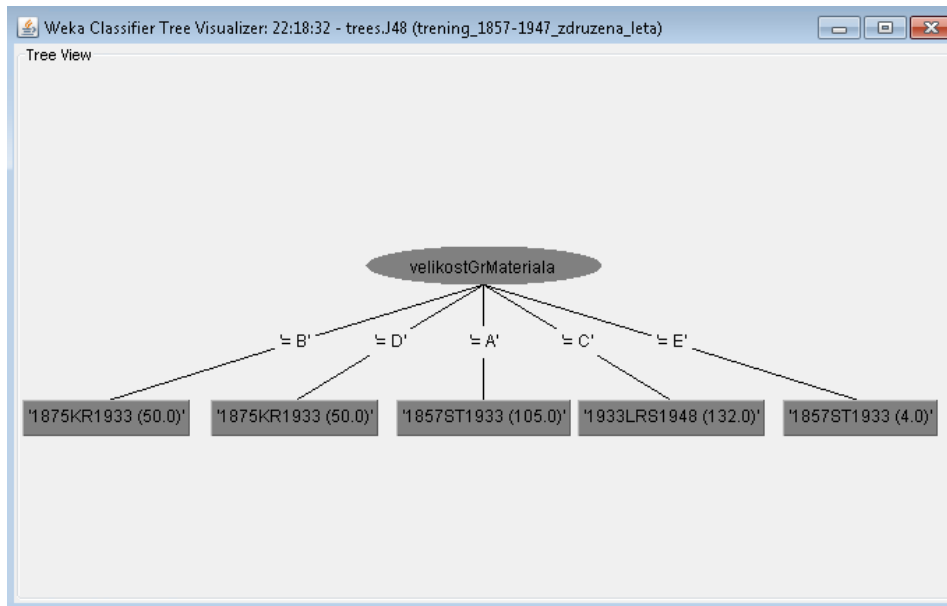 Weka Classifier Tree Visualizer: 22:18:32 - trees.J48 (trening_1857-1947_zdruzena_leta)
Tree View
velikostGrMateriala
'= B' '= D' '= A' '= C' '= E'
'1875KR1933 (50.0)' '1875KR1933 (50.0)' '1857ST1933 (105.0)' '1933LRS1948 (132.0)' '1857ST1933 (4.0)'